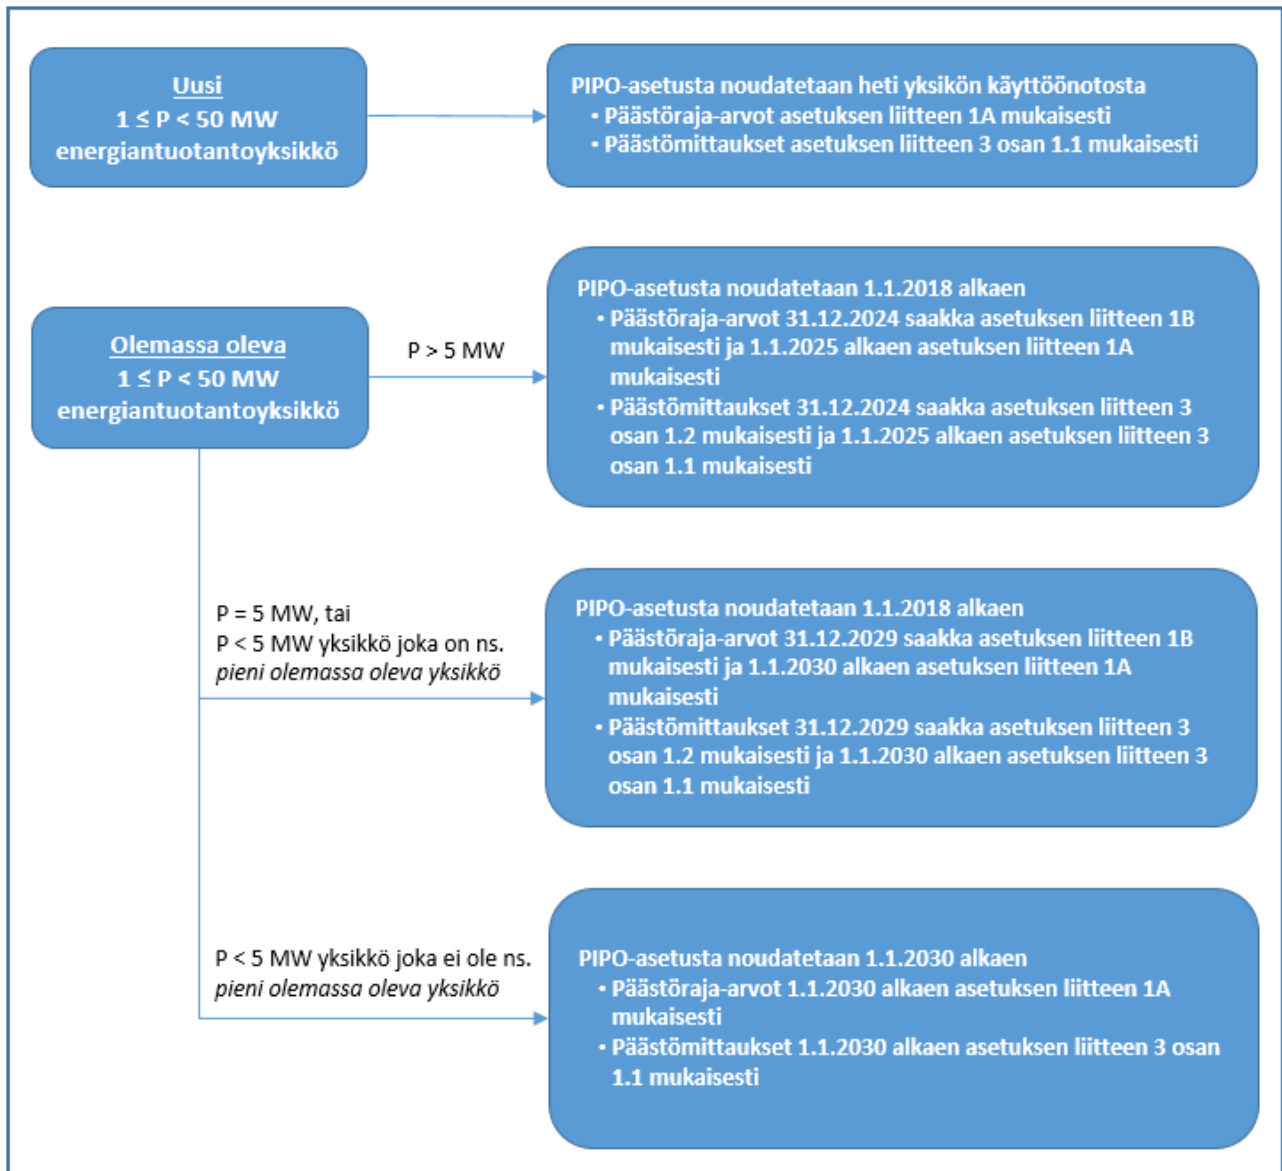 Uusi
1 ≤ P < 50 MW
energiantuotantoyksikkö
PIPO-asetusta noudatetaan heti yksikön käyttöönotosta
• Päästöraja-arvot asetuksen liitteen 1A mukaisesti
• Päästömittaukset asetuksen liitteen 3 osan 1.1 mukaisesti
Olemassa oleva
1 ≤ P < 50 MW
energiantuotantoyksikkö
P > 5 MW
PIPO-asetusta noudatetaan 1.1.2018 alkaen
• Päästöraja-arvot 31.12.2024 saakka asetuksen liitteen 1B
mukaisesti ja 1.1.2025 alkaen asetuksen liitteen 1A
mukaisesti
• Päästömittaukset 31.12.2024 saakka asetuksen liitteen 3
osan 1.2 mukaisesti ja 1.1.2025 alkaen asetuksen liitteen 3
osan 1.1 mukaisesti
P = 5 MW, tai
P < 5 MW yksikkö joka on ns.
pieni olemassa oleva yksikkö
PIPO-asetusta noudatetaan 1.1.2018 alkaen
• Päästöraja-arvot 31.12.2029 saakka asetuksen liitteen 1B
mukaisesti ja 1.1.2030 alkaen asetuksen liitteen 1A
mukaisesti
• Päästömittaukset 31.12.2029 saakka asetuksen liitteen 3
osan 1.2 mukaisesti ja 1.1.2030 alkaen asetuksen liitteen 3
osan 1.1 mukaisesti
P < 5 MW yksikkö joka ei ole ns.
pieni olemassa oleva yksikkö
PIPO-asetusta noudatetaan 1.1.2030 alkaen
• Päästöraja-arvot 1.1.2030 alkaen asetuksen liitteen 1A
mukaisesti
• Päästömittaukset 1.1.2030 alkaen asetuksen liitteen 3 osan
1.1 mukaisesti